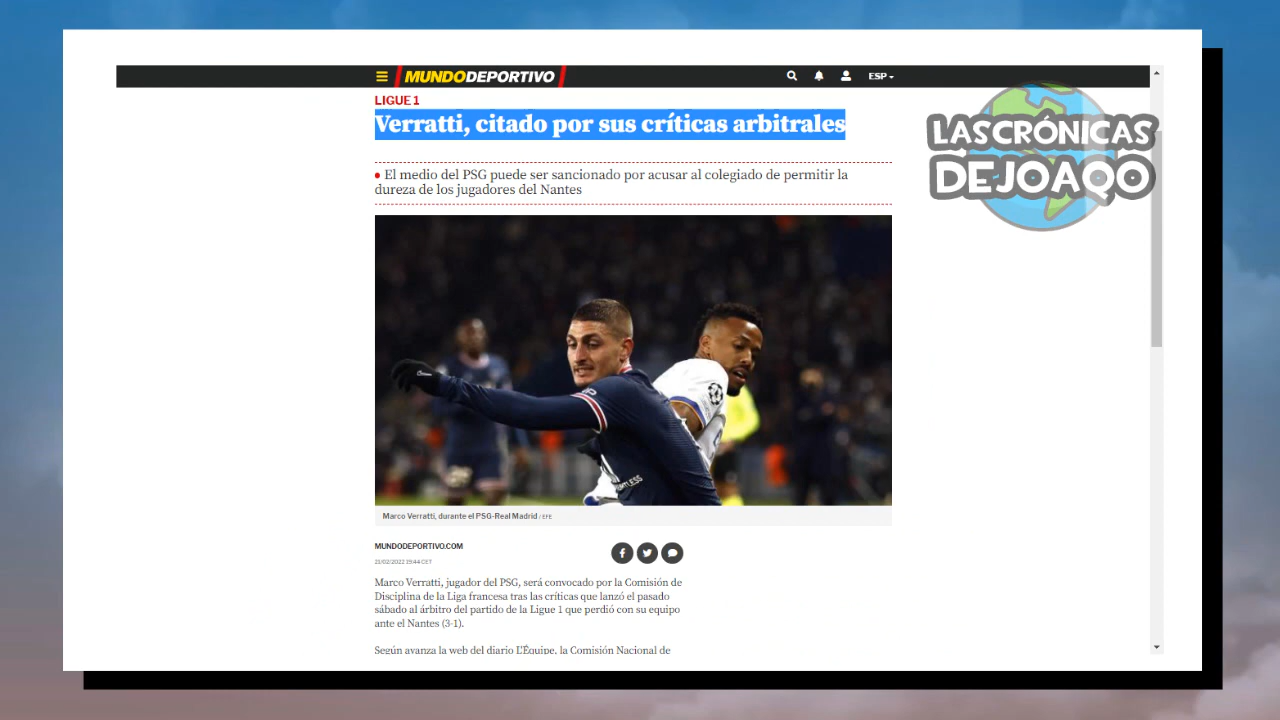 MUNDODEPORTIVO
ESP
LIGUE 1
Verratti, citado por sus críticas arbitrales
El medio del PSG puede ser sancionado por acusar al colegiado de permitir la
dureza de los jugadores del Nantes
LAS CRÓNICAS
DE JOAQO
Marco Verratti, durante el PSG-Real Madrid / EFE
MUNDODEPORTIVO.COM
21/02/2022 19:44 CET
Marco Verratti, jugador del PSG, será convocado por la Comisión de
Disciplina de la Liga francesa tras las críticas que lanzó el pasado
sábado al árbitro del partido de la Ligue 1 que perdió con su equipo
ante el Nantes (3-1).
Según avanza la web del diario L'Équipe, la Comisión Nacional de